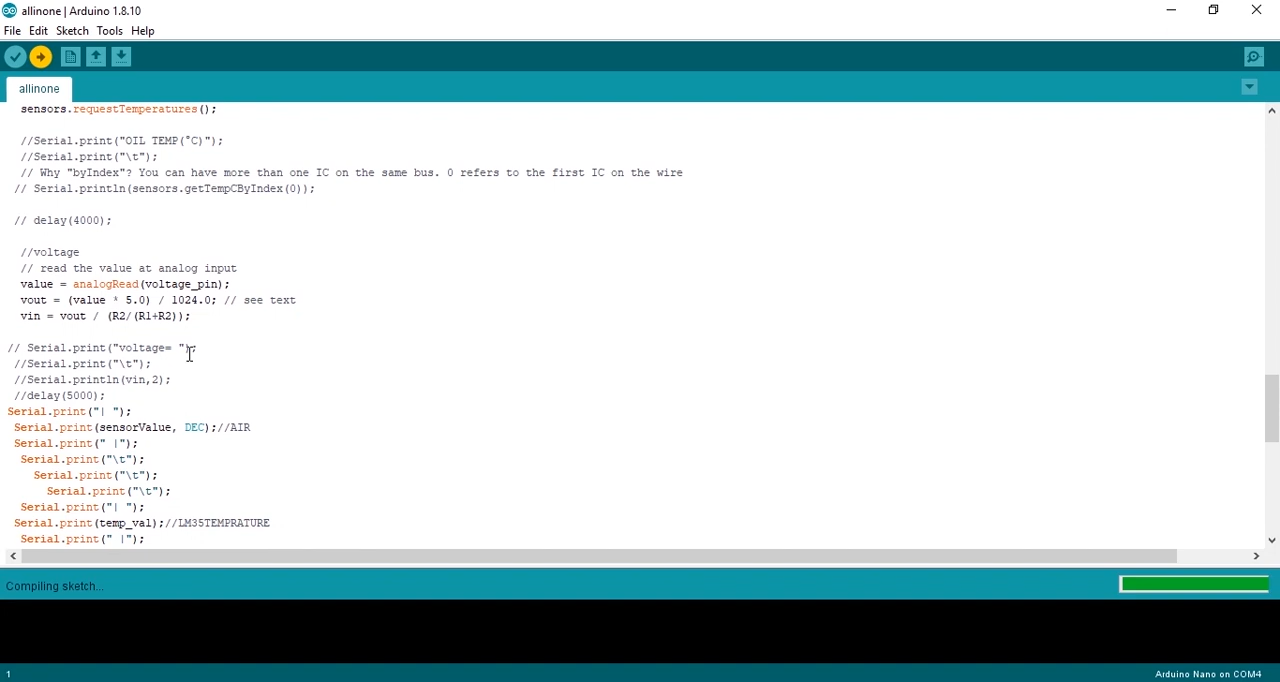 allinone | Arduino 1.8.10
File Edit Sketch Tools Help
allinone
sensors.requestTemperatures();
//Serial.print("OIL TEMP(°C)");
//Serial.print("\t");
// Why "byIndex"? You can have more than one IC on the same bus. 0 refers to the first IC on the wire
// Serial.println(sensors.getTempCByIndex(0));
// delay(4000);
//voltage
// read the value at analog input
value = analogRead(voltage_pin);
vout = (value * 5.0) / 1024.0; // see text
vin = vout / (R2/(R1+R2));
// Serial.print("voltage= ");
//Serial.print("\t");
//Serial.println(vin,2);
//delay(5000);
Serial.print("| ");
Serial.print(sensorValue, DEC);//AIR
Serial.print(" |");
Serial.print("\t");
Serial.print("\t");
Serial.print("\t");
Serial.print("| ");
Serial.print(temp_val);//LM35TEMPRATURE
Serial.print(" |");
Compiling sketch...
1
Arduino Nano on COM4